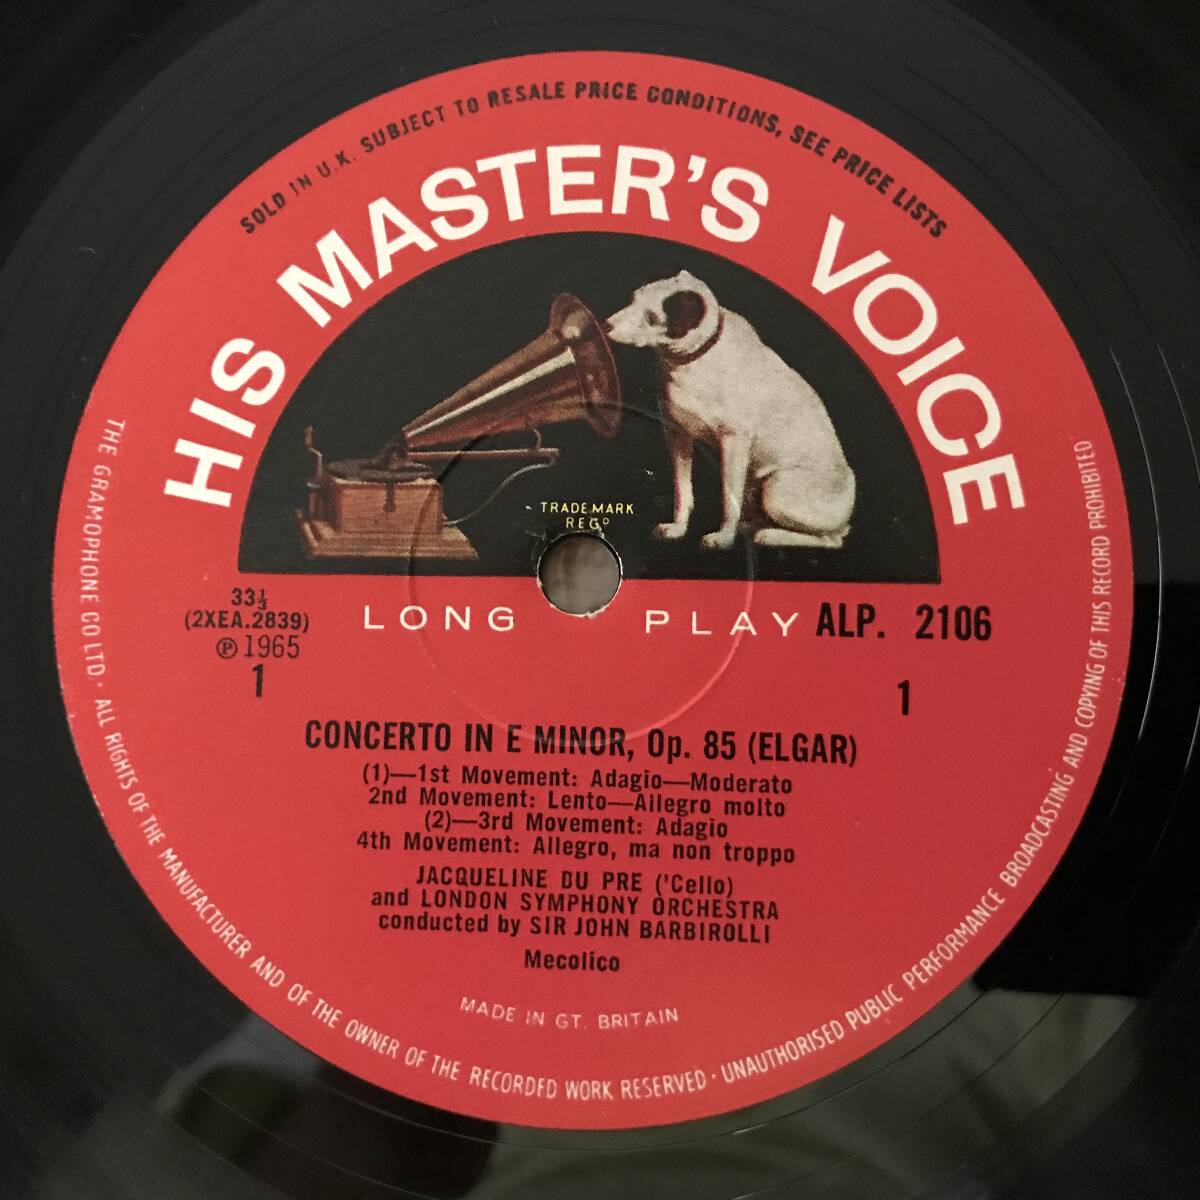 SOLD IN U.K. SUBJECT TO RESALE PRICE CONDITIONS, SEE PRICE LISTS
HIS MASTER'S VOICE
TRADE MARK
REGD
33⅓
(2XEA.2839)
℗ 1965
1
LONG PLAY
ALP. 2106
1
CONCERTO IN E MINOR, Op. 85 (ELGAR)
(1)—1st Movement: Adagio—Moderato
2nd Movement: Lento—Allegro molto
(2)—3rd Movement: Adagio
4th Movement: Allegro, ma non troppo
JACQUELINE DU PRE ('Cello)
and LONDON SYMPHONY ORCHESTRA
conducted by SIR JOHN BARBIROLLI
Mecolico
MADE IN GT. BRITAIN
THE GRAMOPHONE CO LTD · ALL RIGHTS OF THE MANUFACTURER AND OF THE OWNER OF THE RECORDED WORK RESERVED · UNAUTHORISED PUBLIC PERFORMANCE BROADCASTING AND COPYING OF THIS RECORD PROHIBITED